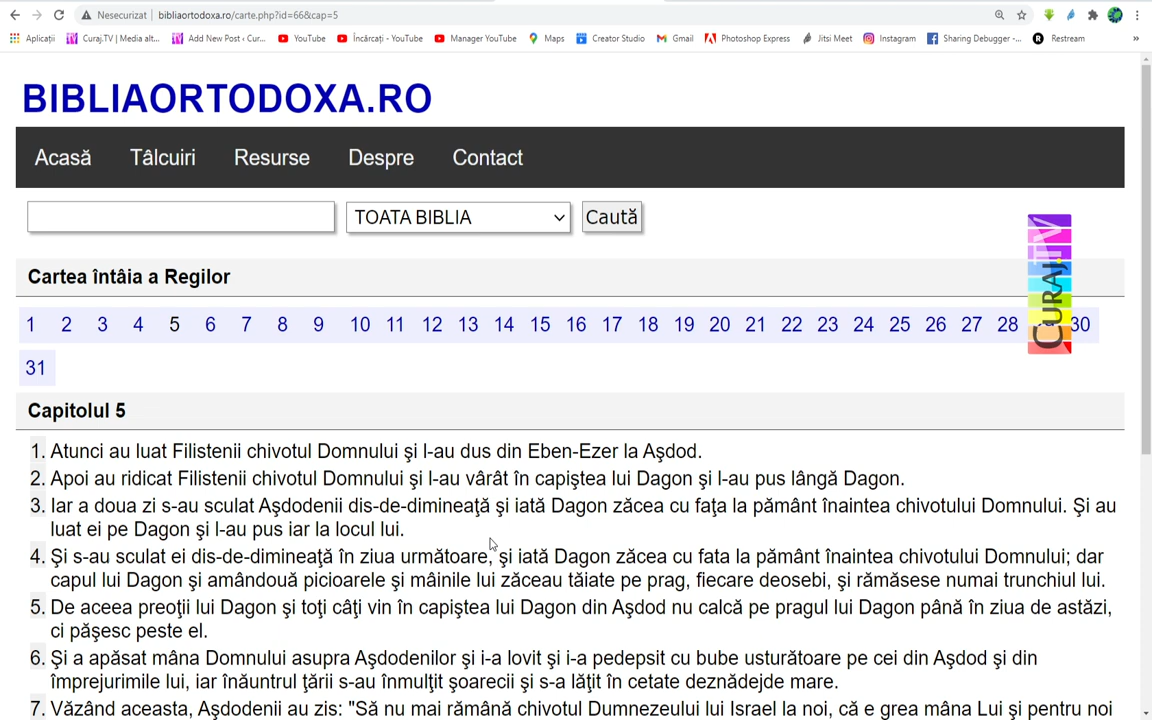 Nesecurizat | bibliaortodoxa.ro/carte.php?id=66&cap=5
Aplicații Curaj.TV | Media alt... Add New Post ‹ Cur... YouTube Încărcați - YouTube Manager YouTube Maps Creator Studio Gmail Photoshop Express Jitsi Meet Instagram Sharing Debugger -... Restream »
BIBLIAORTODOXA.RO
Acasă Tâlcuiri Resurse Despre Contact
TOATA BIBLIA Caută
Cartea întâia a Regilor
1 2 3 4 5 6 7 8 9 10 11 12 13 14 15 16 17 18 19 20 21 22 23 24 25 26 27 28 30
31
CURAJ.TV
Capitolul 5
1. Atunci au luat Filistenii chivotul Domnului şi l-au dus din Eben-Ezer la Aşdod.
2. Apoi au ridicat Filistenii chivotul Domnului şi l-au vârât în capiştea lui Dagon şi l-au pus lângă Dagon.
3. Iar a doua zi s-au sculat Aşdodenii dis-de-dimineaţă şi iată Dagon zăcea cu faţa la pământ înaintea chivotului Domnului. Şi au
luat ei pe Dagon şi l-au pus iar la locul lui.
4. Şi s-au sculat ei dis-de-dimineaţă în ziua următoare, şi iată Dagon zăcea cu fata la pământ înaintea chivotului Domnului; dar
capul lui Dagon şi amândouă picioarele şi mâinile lui zăceau tăiate pe prag, fiecare deosebi, şi rămăsese numai trunchiul lui.
5. De aceea preoţii lui Dagon şi toţi câţi vin în capiştea lui Dagon din Aşdod nu calcă pe pragul lui Dagon până în ziua de astăzi,
ci păşesc peste el.
6. Şi a apăsat mâna Domnului asupra Aşdodenilor şi i-a lovit şi i-a pedepsit cu bube usturătoare pe cei din Aşdod şi din
împrejurimile lui, iar înăuntrul ţării s-au înmulţit şoarecii şi s-a lăţit în cetate deznădejde mare.
7. Văzând aceasta, Aşdodenii au zis: "Să nu mai rămână chivotul Dumnezeului lui Israel la noi, că e grea mâna Lui şi pentru noi